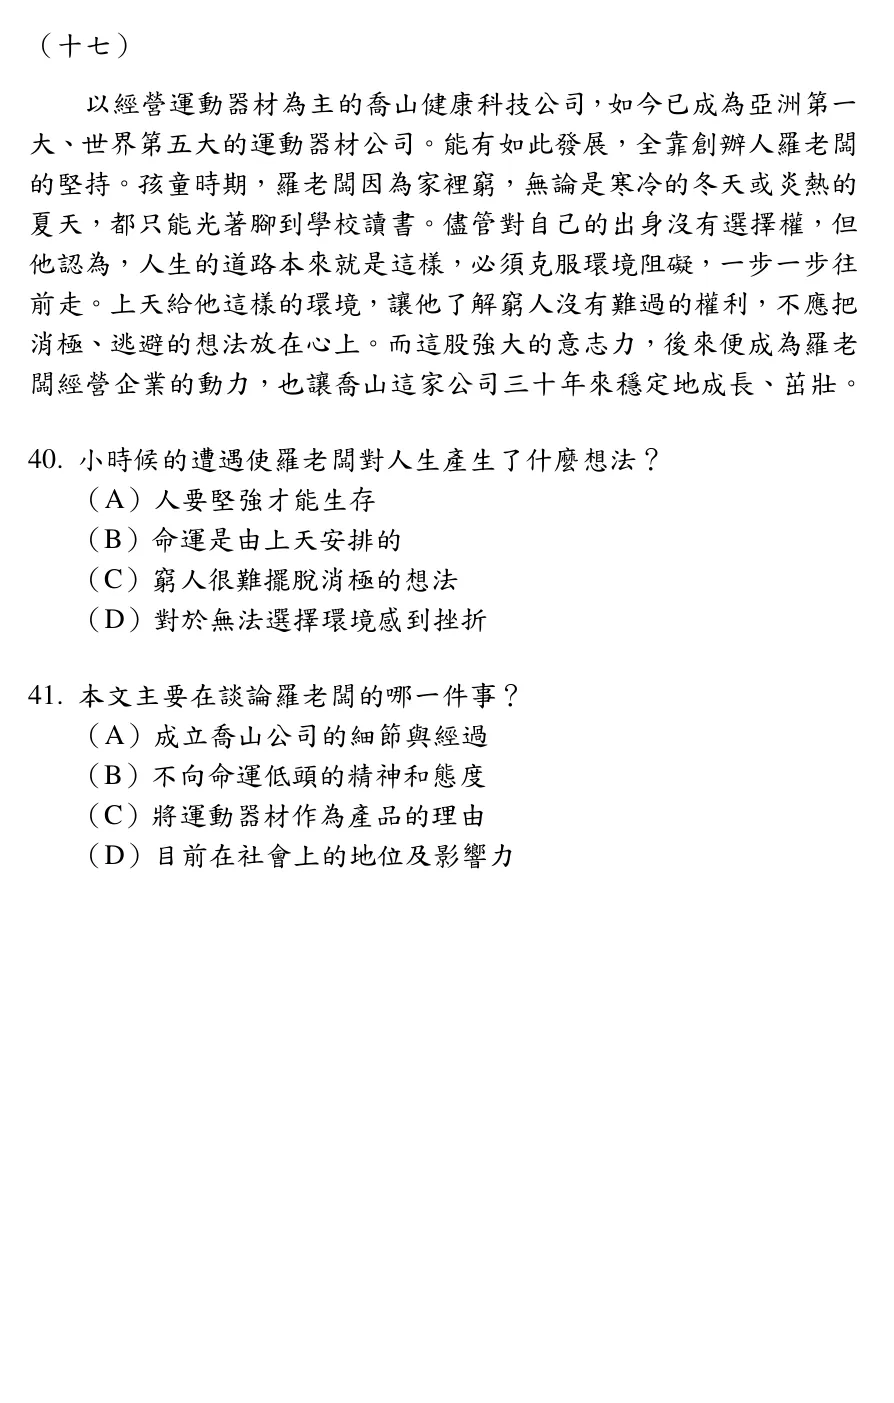 （十七）
以經營運動器材為主的喬山健康科技公司，如今已成為亞洲第一
大、世界第五大的運動器材公司。能有如此發展，全靠創辦人羅老闆
的堅持。孩童時期，羅老闆因為家裡窮，無論是寒冷的冬天或炎熱的
夏天，都只能光著腳到學校讀書。儘管對自己的出身沒有選擇權，但
他認為，人生的道路本來就是這樣，必須克服環境阻礙，一步一步往
前走。上天給他這樣的環境，讓他了解窮人沒有難過的權利，不應把
消極、逃避的想法放在心上。而這股強大的意志力，後來便成為羅老
闆經營企業的動力，也讓喬山這家公司三十年來穩定地成長、茁壯。
40. 小時候的遭遇使羅老闆對人生產生了什麼想法？
（A）人要堅強才能生存
（B）命運是由上天安排的
（C）窮人很難擺脫消極的想法
（D）對於無法選擇環境感到挫折
41. 本文主要在談論羅老闆的哪一件事？
（A）成立喬山公司的細節與經過
（B）不向命運低頭的精神和態度
（C）將運動器材作為產品的理由
（D）目前在社會上的地位及影響力